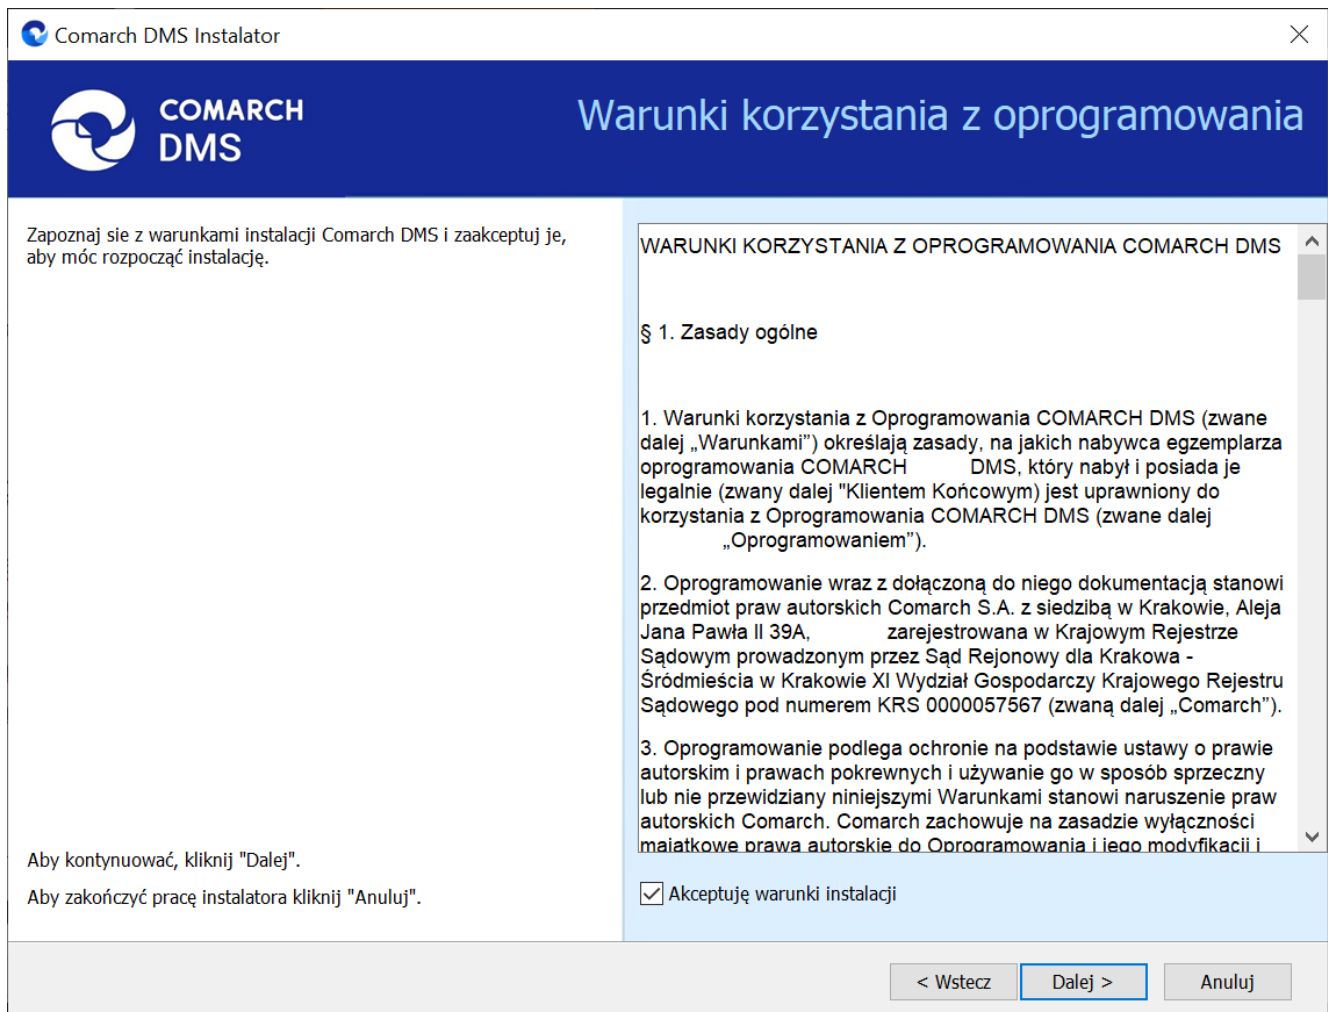 Comarch DMS Instalator
COMARCH
DMS
Warunki korzystania z oprogramowania
Zapoznaj sie z warunkami instalacji Comarch DMS i zaakceptuj je,
aby móc rozpocząć instalację.
WARUNKI KORZYSTANIA Z OPROGRAMOWANIA COMARCH DMS
§ 1. Zasady ogólne
1. Warunki korzystania z Oprogramowania COMARCH DMS (zwane
dalej „Warunkami”) określają zasady, na jakich nabywca egzemplarza
oprogramowania COMARCH DMS, który nabył i posiada je
legalnie (zwany dalej "Klientem Końcowym) jest uprawniony do
korzystania z Oprogramowania COMARCH DMS (zwane dalej
„Oprogramowaniem”).
2. Oprogramowanie wraz z dołączoną do niego dokumentacją stanowi
przedmiot praw autorskich Comarch S.A. z siedzibą w Krakowie, Aleja
Jana Pawła II 39A, zarejestrowana w Krajowym Rejestrze
Sądowym prowadzonym przez Sąd Rejonowy dla Krakowa -
Śródmieścia w Krakowie XI Wydział Gospodarczy Krajowego Rejestru
Sądowego pod numerem KRS 0000057567 (zwaną dalej „Comarch”).
3. Oprogramowanie podlega ochronie na podstawie ustawy o prawie
autorskim i prawach pokrewnych i używanie go w sposób sprzeczny
lub nie przewidziany niniejszymi Warunkami stanowi naruszenie praw
autorskich Comarch. Comarch zachowuje na zasadzie wyłączności
majątkowe prawa autorskie do Oprogramowania i jego modyfikacji i
Aby kontynuować, kliknij "Dalej".
Aby zakończyć pracę instalatora kliknij "Anuluj".
Akceptuję warunki instalacji
< Wstecz
Dalej >
Anuluj